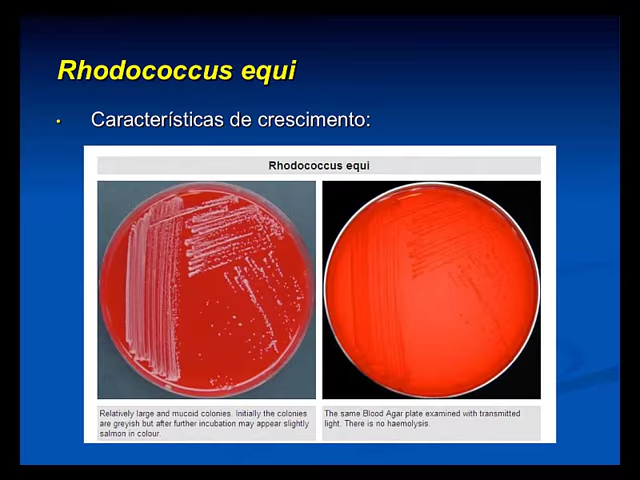 Rhodococcus equi
• Características de crescimento:
Rhodococcus equi
Relatively large and mucoid colonies. Initially the colonies
are greyish but after further incubation may appear slightly
salmon in colour.
The same Blood Agar plate examined with transmitted
light. There is no haemolysis.